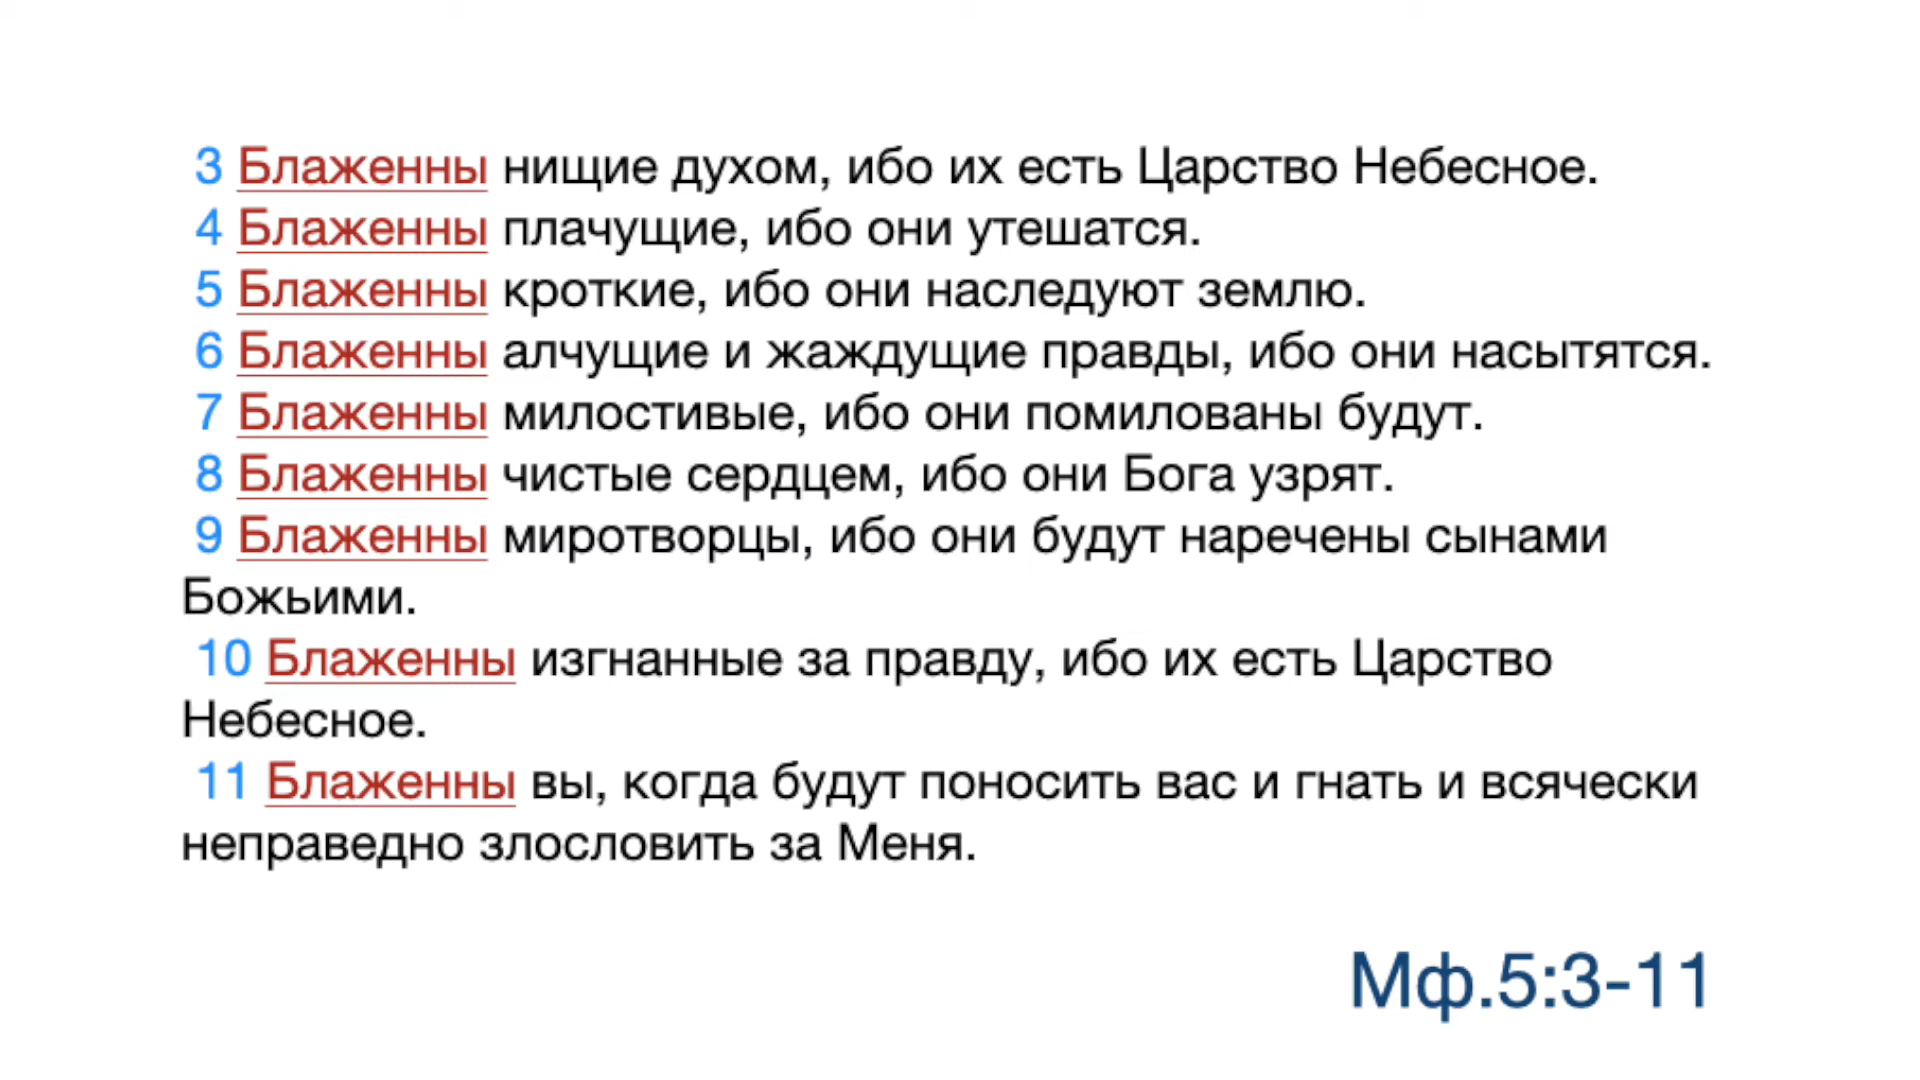 3 Блаженны нищие духом, ибо их есть Царство Небесное.
4 Блаженны плачущие, ибо они утешатся.
5 Блаженны кроткие, ибо они наследуют землю.
6 Блаженны алчущие и жаждущие правды, ибо они насытятся.
7 Блаженны милостивые, ибо они помилованы будут.
8 Блаженны чистые сердцем, ибо они Бога узрят.
9 Блаженны миротворцы, ибо они будут наречены сынами
Божьими.
10 Блаженны изгнанные за правду, ибо их есть Царство
Небесное.
11 Блаженны вы, когда будут поносить вас и гнать и всячески
неправедно злословить за Меня.
Мф.5:3-11